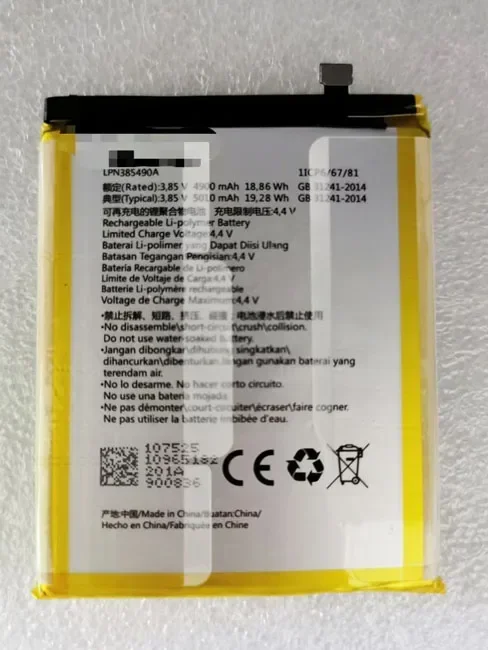 LPN385490A 1ICP6/67/81
额定(Rated):3,85 V 4900 mAh 18,86 Wh GB 31241-2014
典型(Typical):3,85 V 5010 mAh 19,28 Wh GB 31241-2014
可再充电的锂聚合物电池 充电限制电压:4,4 V
Rechargeable Li-polymer Battery
Limited Charge Voltage:4,4 V
Baterai Li-polimer yang Dapat Diisi Ulang
Batasan Tegangan Pengisian:4,4 V
Batería Recargable de Li-polímero
Límite de Voltaje de Carga:4,4 V
Batterie Li-polymère rechargeable
Voltage de Charge Maximum:4,4 V
•禁止拆解、短路、挤压、碰撞;电池浸水后禁止使用
•No disassemble\short-circuit\crush\collision.
Do not use water-soaked battery.
•Jangan dibongkar\dihubung singkatkan\
dihancurkan\dibenturkan.Jangan gunakan baterai yang
terendam air.
•No lo desarme. No hacer corto circuito.
No use una batería mojada
•Ne pas démonter\court-circuiter\écraser\faire cogner.
Ne pas utiliser la batterie imbibée d'eau.
107525
10965182
201A
900836
CE
产地:中国/Made in China/Buatan:China/
Hecho en China/Fabriquée en Chine